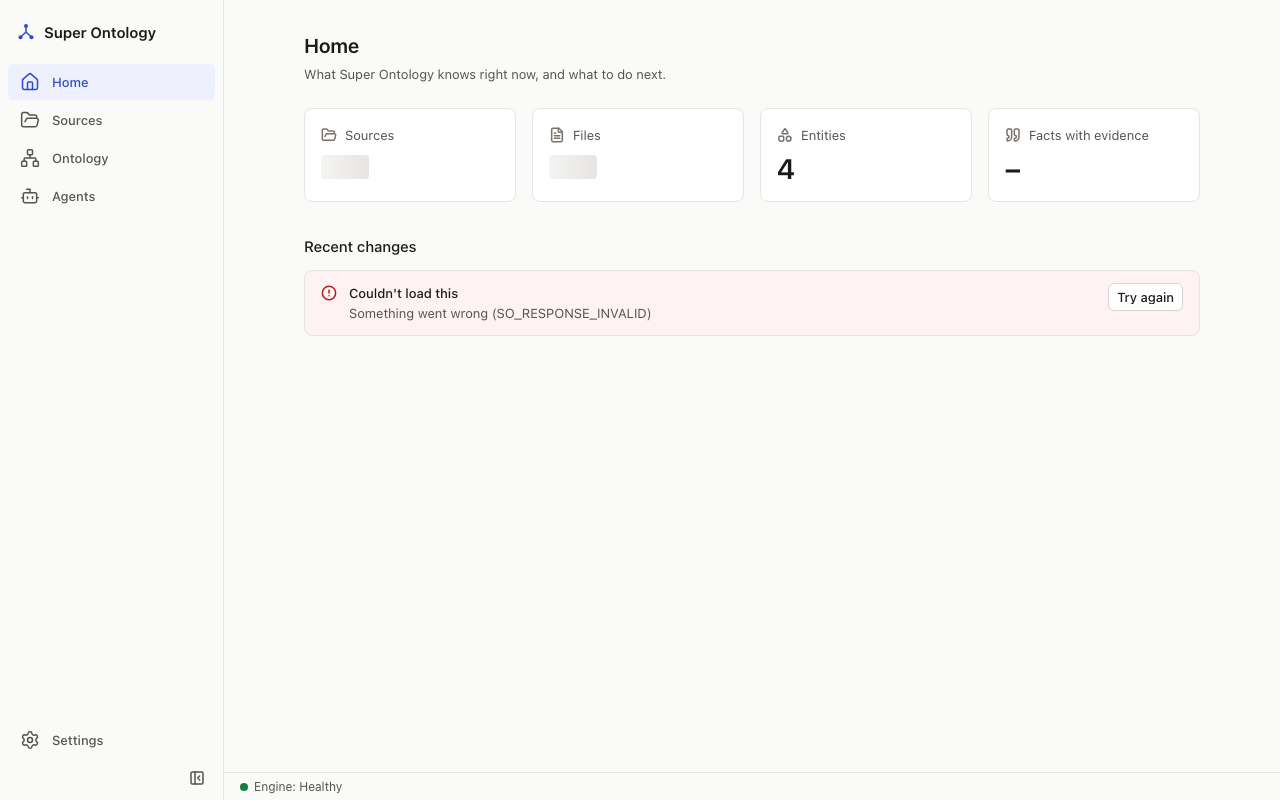 Super Ontology
Home
Sources
Ontology
Agents
Settings
Home
What Super Ontology knows right now, and what to do next.
Sources
Files
Entities
4
Facts with evidence
–
Recent changes
Couldn't load this
Something went wrong (SO_RESPONSE_INVALID)
Try again
Engine: Healthy